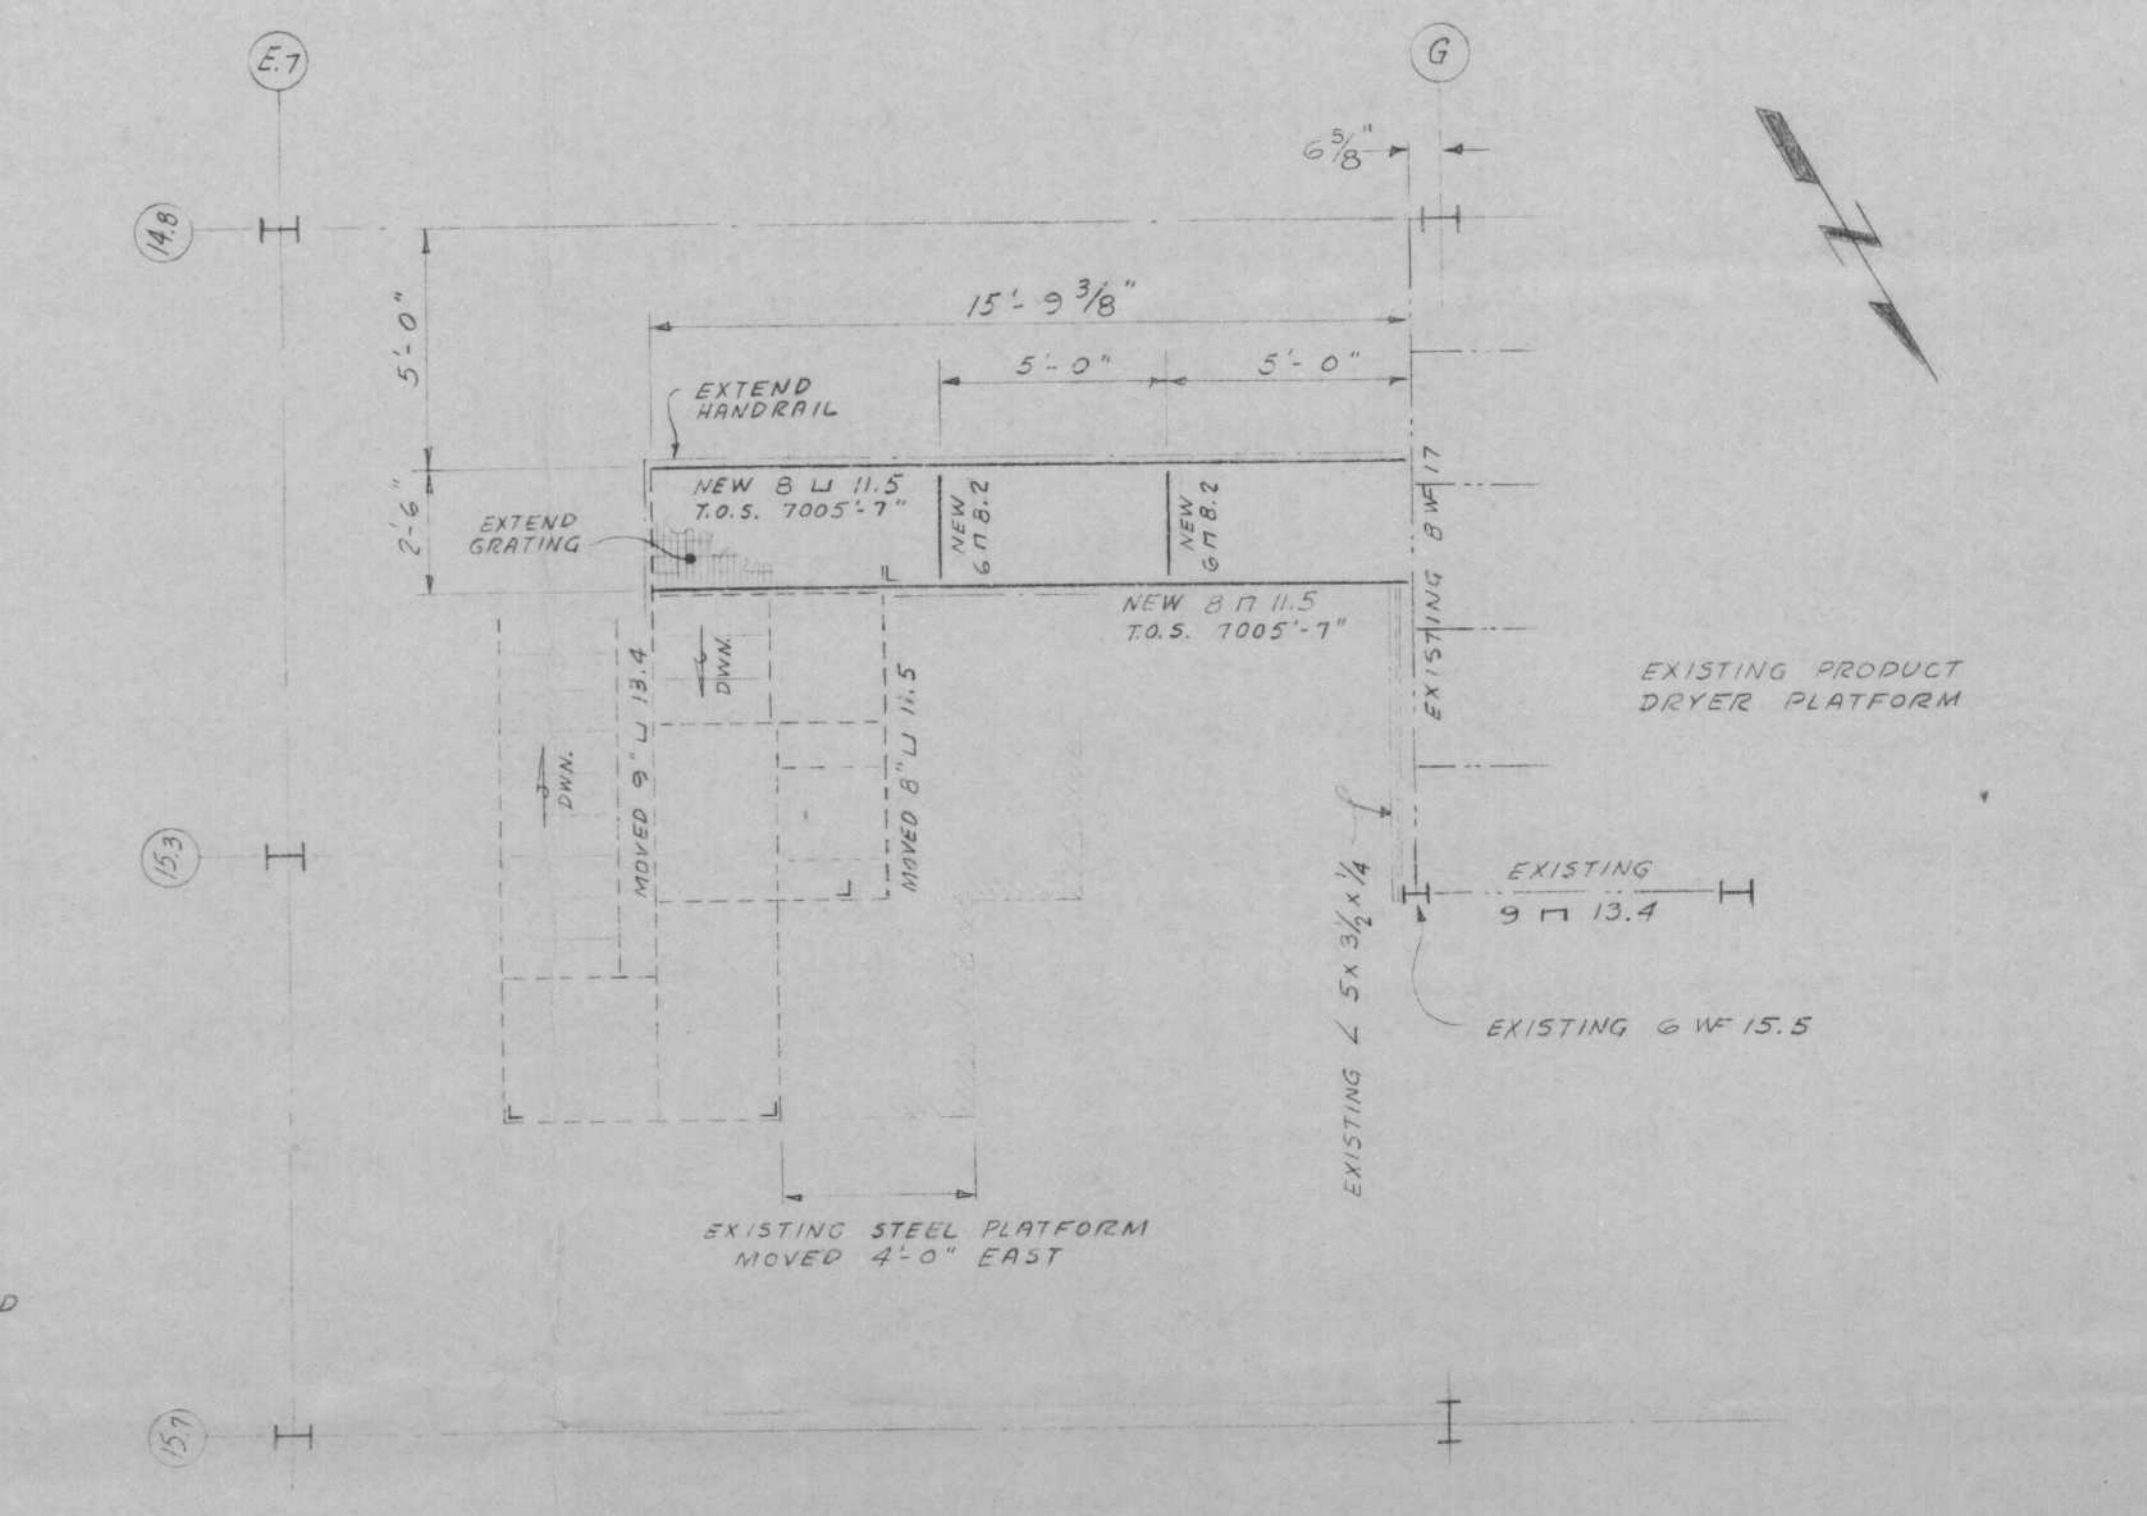 E.7
G
6 5/8"
14.8
15'-9 3/8"
5'-0"
5'-0"
5'-0"
EXTEND
HANDRAIL
2'-6"
NEW 8 ⊔ 11.5
T.O.S. 7005'-7"
EXTEND
GRATING
NEW
6 ⊓ 8.2
NEW
6 ⊓ 8.2
EXISTING 8 WF 17
NEW 8 ⊓ 11.5
T.O.S. 7005'-7"
DWN.
DWN.
MOVED 9" ⊔ 13.4
MOVED 8" ⊔ 11.5
EXISTING PRODUCT
DRYER PLATFORM
15.3
EXISTING
9 ⊓ 13.4
EXISTING ∠ 5 x 3 1/2 x 1/4
EXISTING 6 WF 15.5
EXISTING STEEL PLATFORM
MOVED 4'-0" EAST
D
15.7